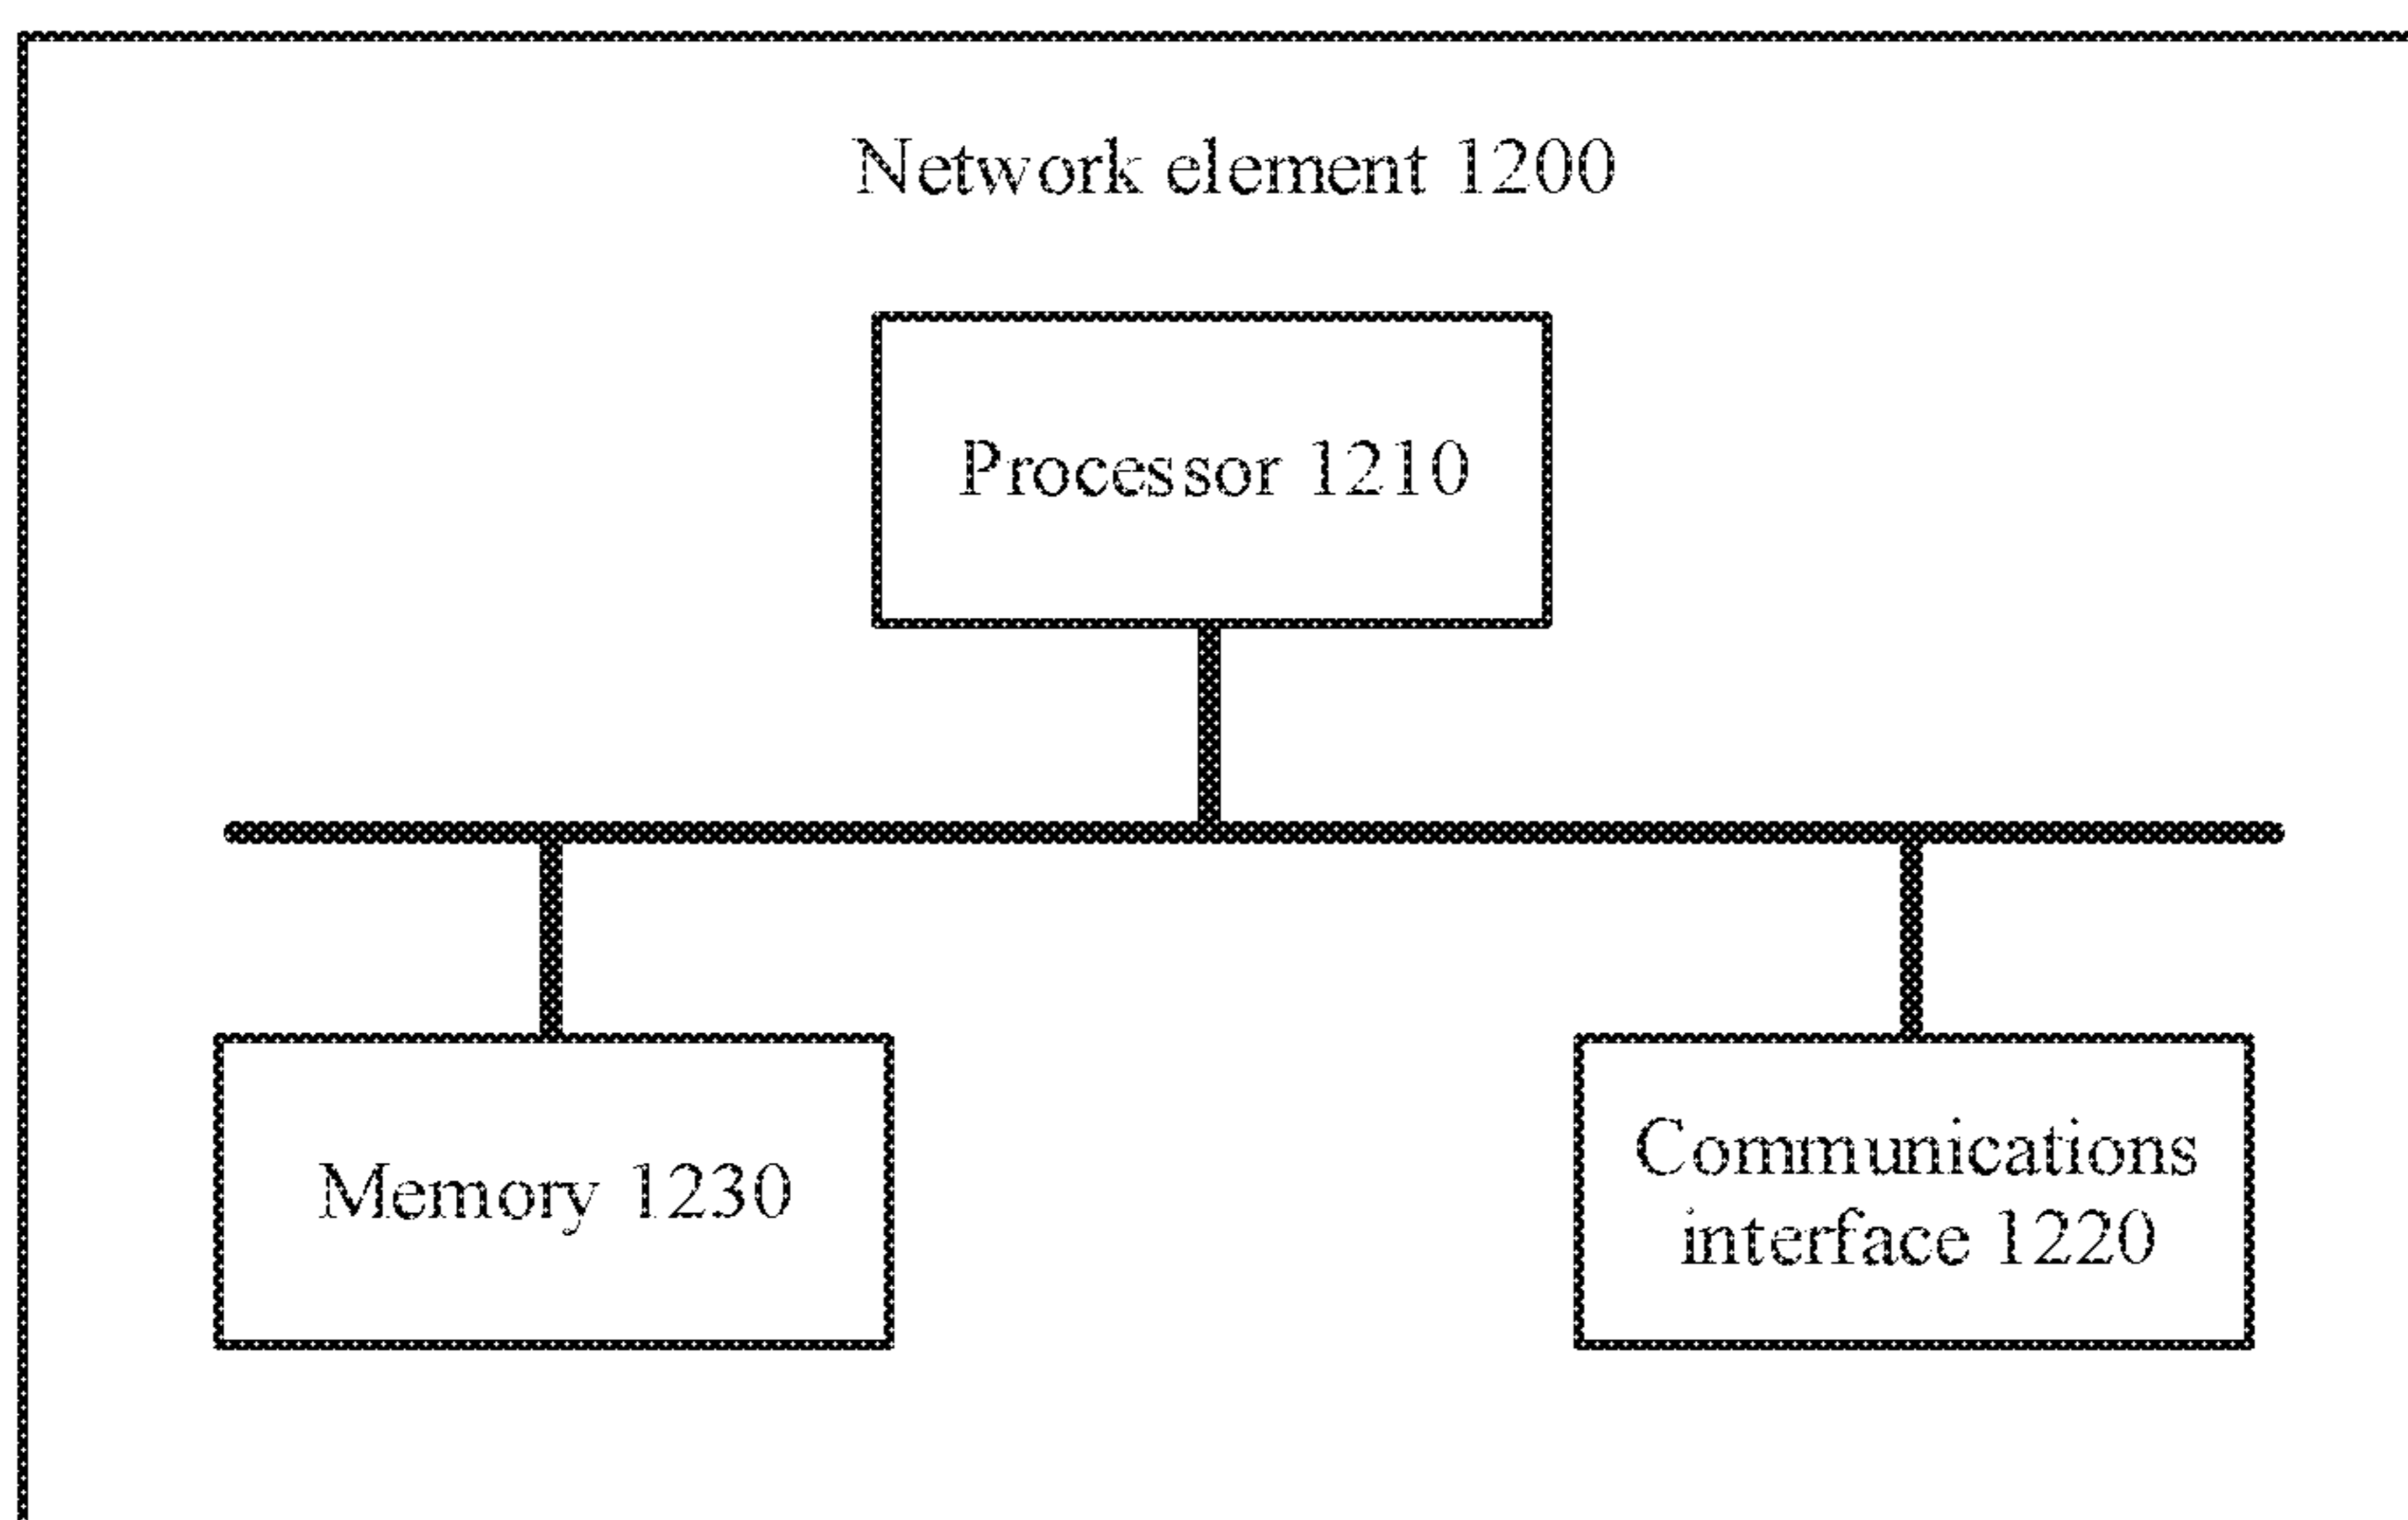 Network element 1200
Processor 1210
Memory 1230
Communications
interface 1220